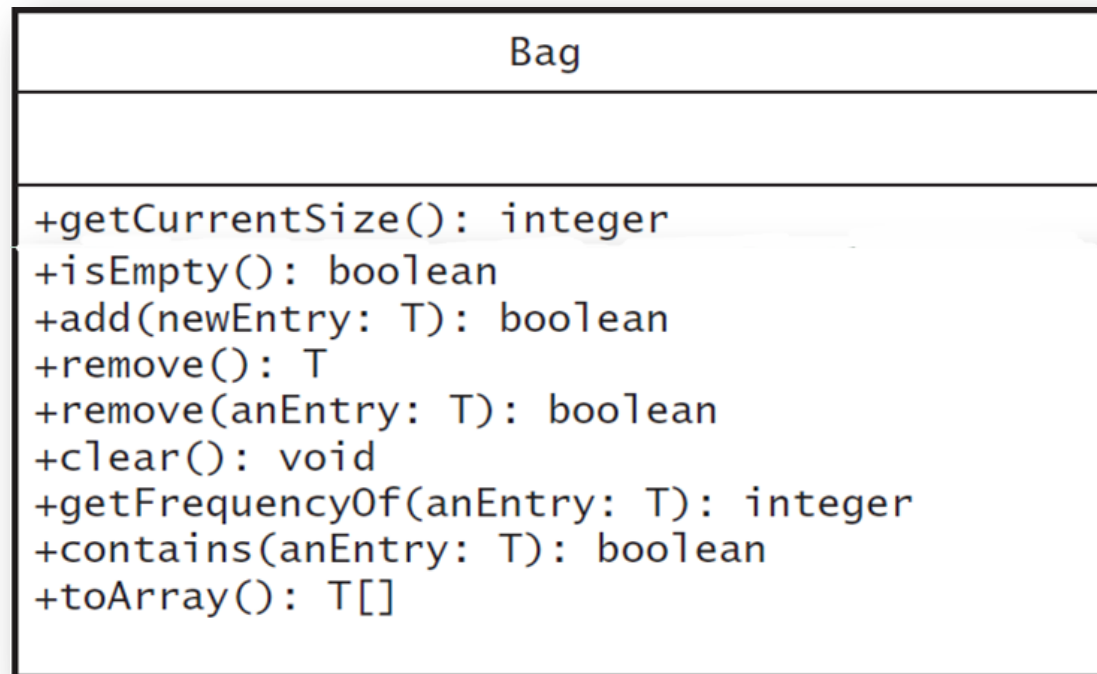 Bag
+getCurrentSize(): integer
+isEmpty(): boolean
+add(newEntry: T): boolean
+remove(): T
+remove(anEntry: T): boolean
+clear(): void
+getFrequencyOf(anEntry: T): integer
+contains(anEntry: T): boolean
+toArray(): T[]